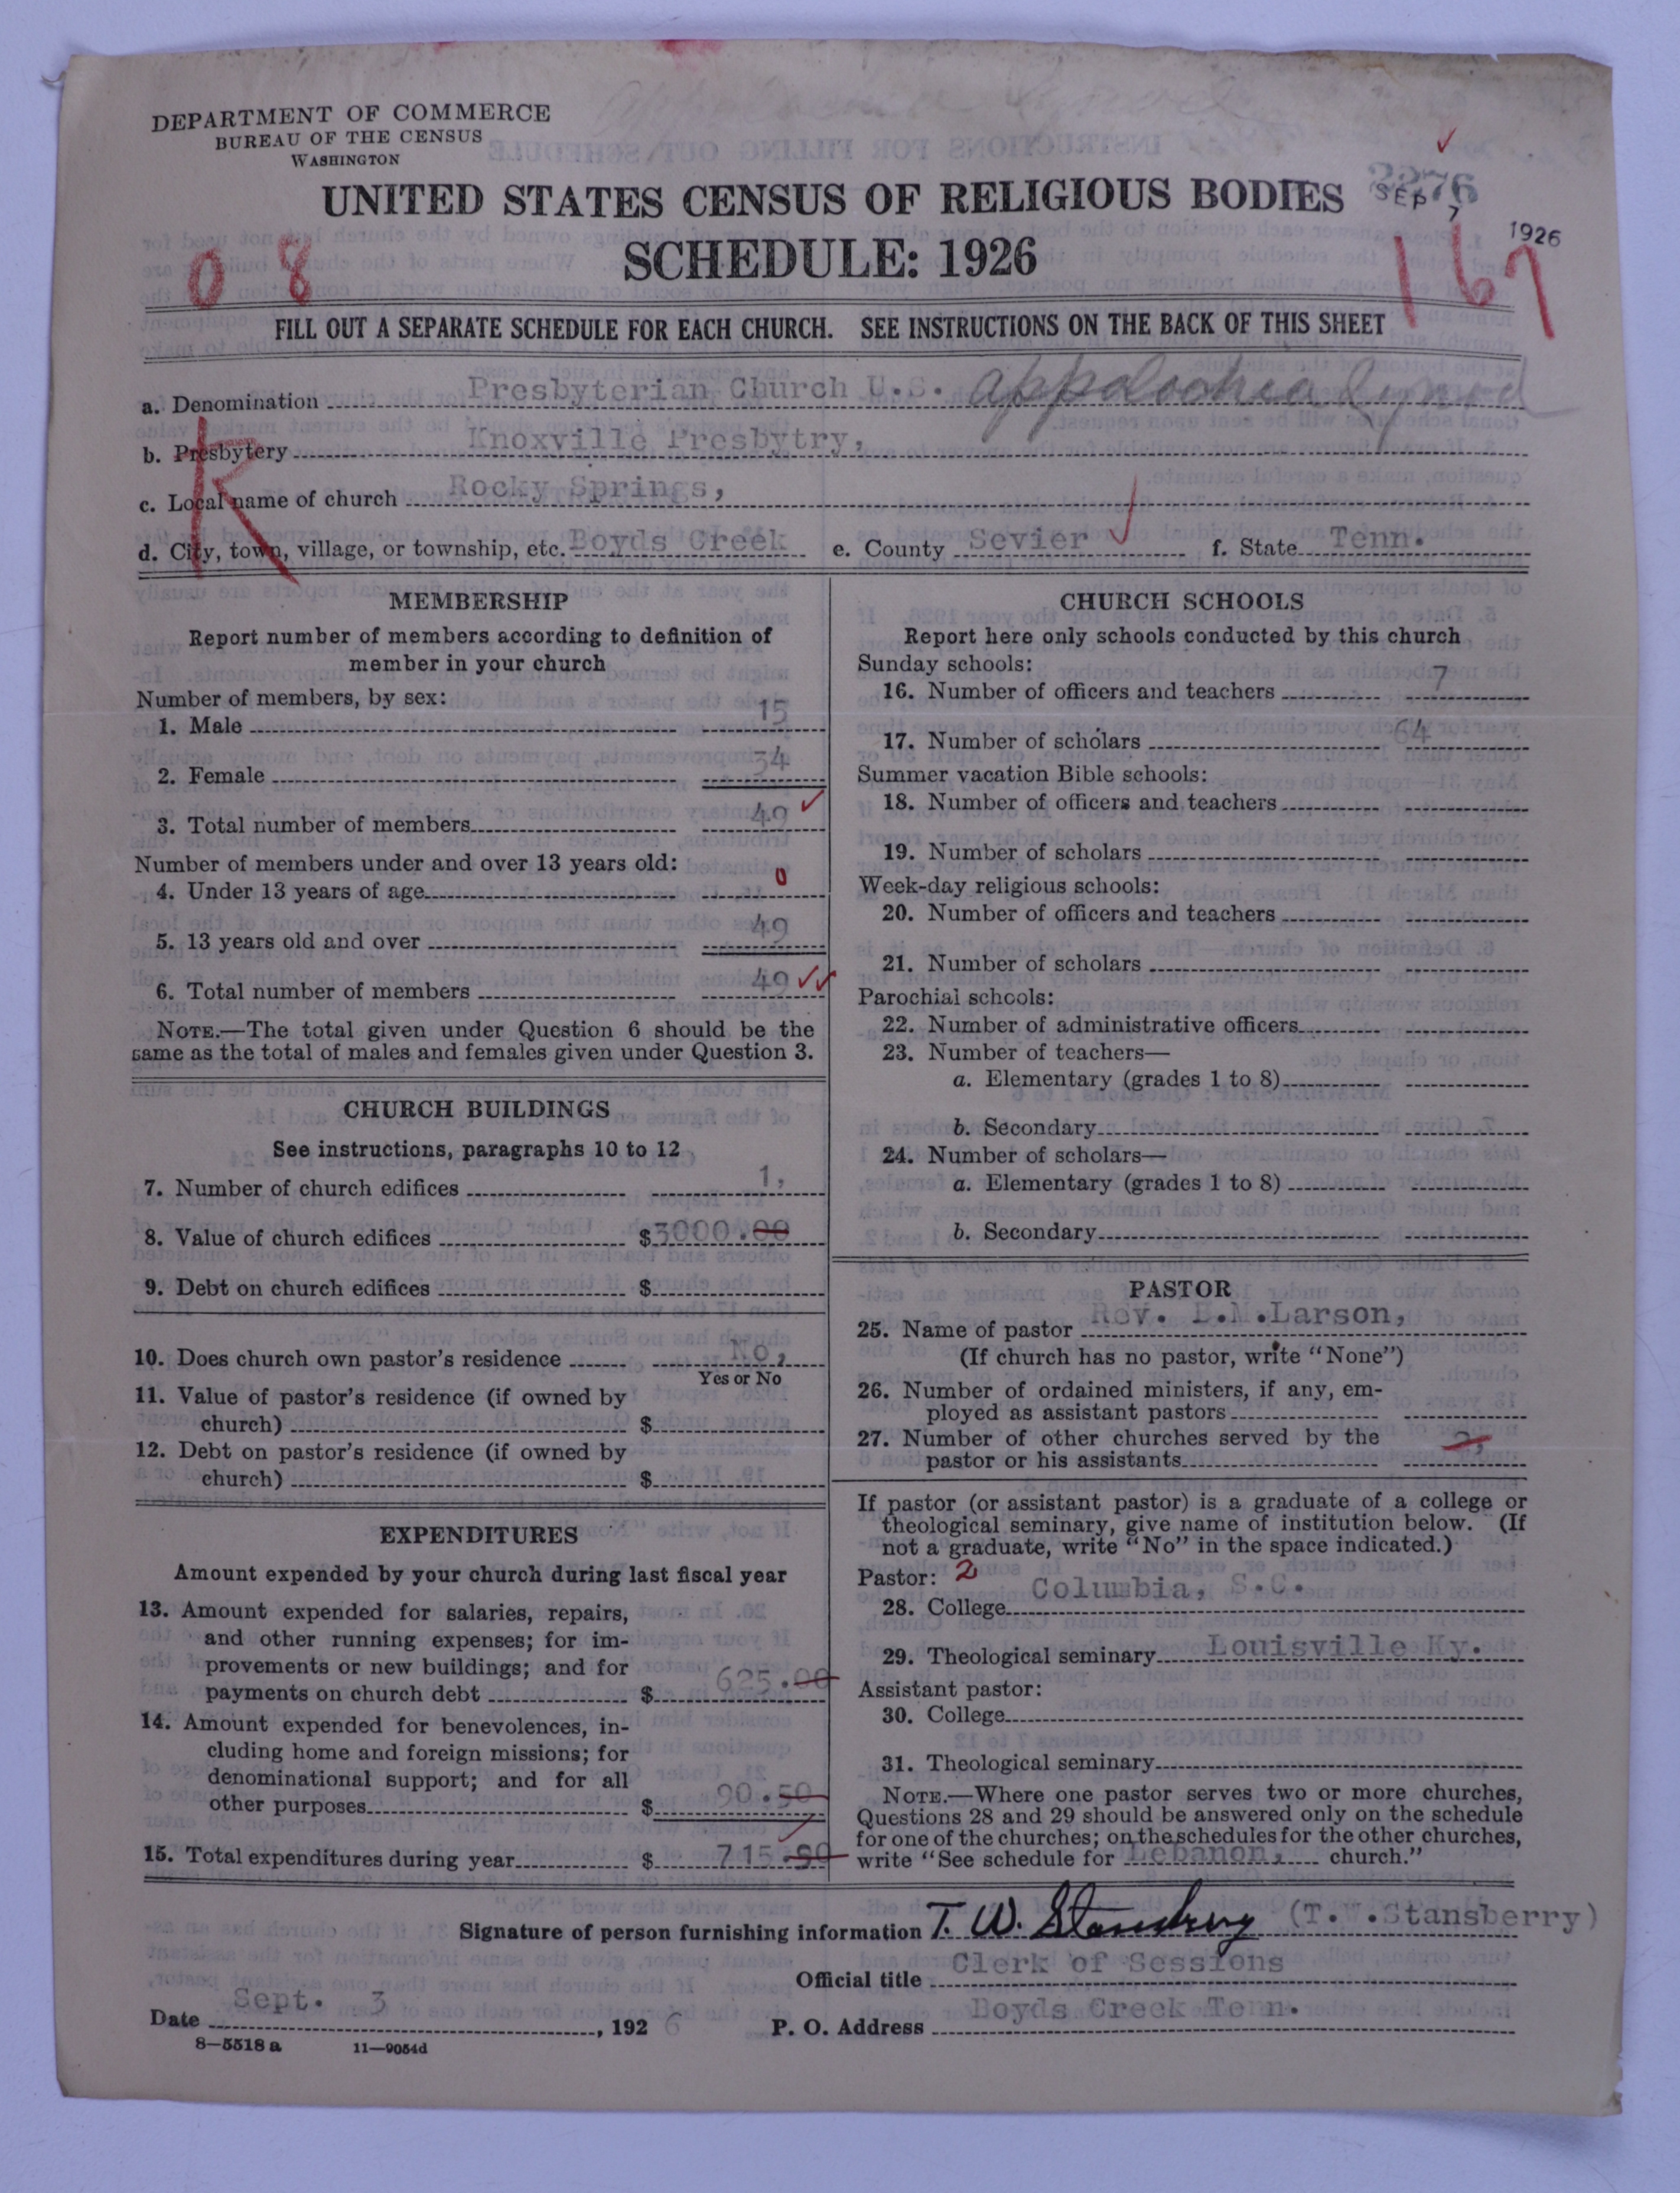 DEPARTMENT OF COMMERCE
BUREAU OF THE CENSUS
WASHINGTON
UNITED STATES CENSUS OF RELIGIOUS BODIES
SCHEDULE: 1926
2276
SEP 7 1926
0 8
167
FILL OUT A SEPARATE SCHEDULE FOR EACH CHURCH. SEE INSTRUCTIONS ON THE BACK OF THIS SHEET
a. Denomination Presbyterian Church U.S. Appalachia Synod
b. Presbytery Knoxville Presbytry,
R
c. Local name of church Rocky Springs,
d. City, town, village, or township, etc. Boyds Creek e. County Sevier f. State Tenn.
MEMBERSHIP
Report number of members according to definition of
member in your church
Number of members, by sex:
1. Male 15
2. Female 34
3. Total number of members 49
Number of members under and over 13 years old:
4. Under 13 years of age 0
5. 13 years old and over 49
6. Total number of members 49
NOTE.—The total given under Question 6 should be the
same as the total of males and females given under Question 3.
CHURCH BUILDINGS
See instructions, paragraphs 10 to 12
7. Number of church edifices 1,
8. Value of church edifices $3000.00
9. Debt on church edifices $
10. Does church own pastor's residence No,
Yes or No
11. Value of pastor's residence (if owned by
church) $
12. Debt on pastor's residence (if owned by
church) $
EXPENDITURES
Amount expended by your church during last fiscal year
13. Amount expended for salaries, repairs,
and other running expenses; for im-
provements or new buildings; and for
payments on church debt $ 625.00
14. Amount expended for benevolences, in-
cluding home and foreign missions; for
denominational support; and for all
other purposes $ 90.50
15. Total expenditures during year $ 715.50
CHURCH SCHOOLS
Report here only schools conducted by this church
Sunday schools:
16. Number of officers and teachers 7
17. Number of scholars 64
Summer vacation Bible schools:
18. Number of officers and teachers
19. Number of scholars
Week-day religious schools:
20. Number of officers and teachers
21. Number of scholars
Parochial schools:
22. Number of administrative officers
23. Number of teachers—
a. Elementary (grades 1 to 8)
b. Secondary
24. Number of scholars—
a. Elementary (grades 1 to 8)
b. Secondary
PASTOR
25. Name of pastor Rev. B.M.Larson,
(If church has no pastor, write "None")
26. Number of ordained ministers, if any, em-
ployed as assistant pastors
27. Number of other churches served by the
pastor or his assistants 2,
If pastor (or assistant pastor) is a graduate of a college or
theological seminary, give name of institution below. (If
not a graduate, write "No" in the space indicated.)
Pastor: 2
28. College Columbia, S.C.
29. Theological seminary Louisville Ky.
Assistant pastor:
30. College
31. Theological seminary
NOTE.—Where one pastor serves two or more churches,
Questions 28 and 29 should be answered only on the schedule
for one of the churches; on the schedules for the other churches,
write "See schedule for Lebanon, church."
Signature of person furnishing information T. W. Stansberry (T.W.Stansberry)
Official title Clerk of Sessions
Date Sept. 3, 1926 P. O. Address Boyds Creek Tenn.
8—5518 a 11—9054d